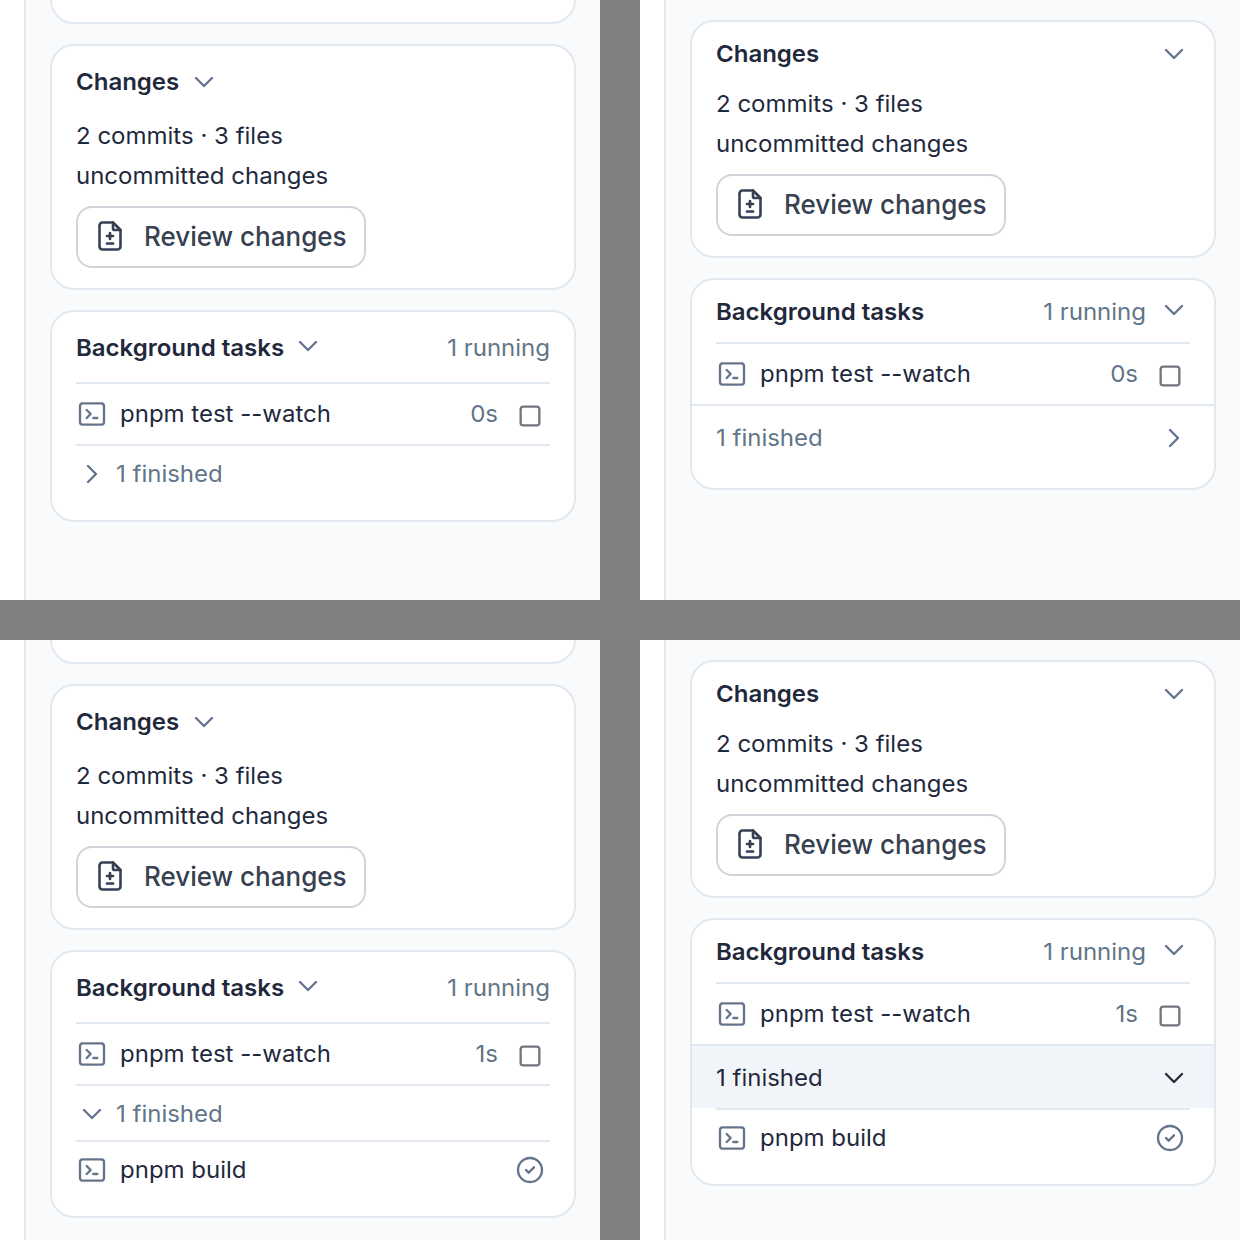 Changes
2 commits · 3 files
uncommitted changes
Review changes
Background tasks 1 running
pnpm test --watch 0s
1 finished
Changes
2 commits · 3 files
uncommitted changes
Review changes
Background tasks 1 running
pnpm test --watch 0s
1 finished
Changes
2 commits · 3 files
uncommitted changes
Review changes
Background tasks 1 running
pnpm test --watch 1s
1 finished
pnpm build
Changes
2 commits · 3 files
uncommitted changes
Review changes
Background tasks 1 running
pnpm test --watch 1s
1 finished
pnpm build